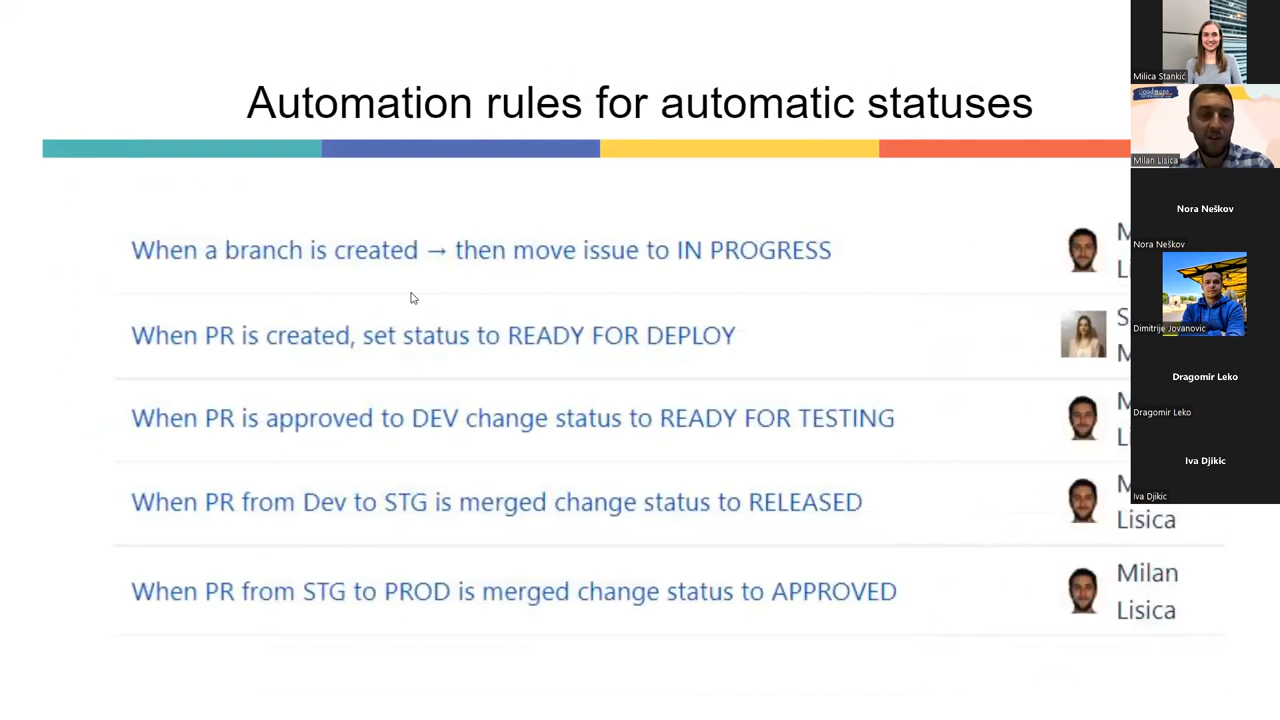 Automation rules for automatic statuses
When a branch is created → then move issue to IN PROGRESS
When PR is created, set status to READY FOR DEPLOY
When PR is approved to DEV change status to READY FOR TESTING
When PR from Dev to STG is merged change status to RELEASED
Lisica
When PR from STG to PROD is merged change status to APPROVED
Milan
Lisica
Milica Stankić
Milan Lisica
Nora Neškov
Nora Neškov
Dimitrije Jovanovic
Dragomir Leko
Dragomir Leko
Iva Djikic
Iva Djikic